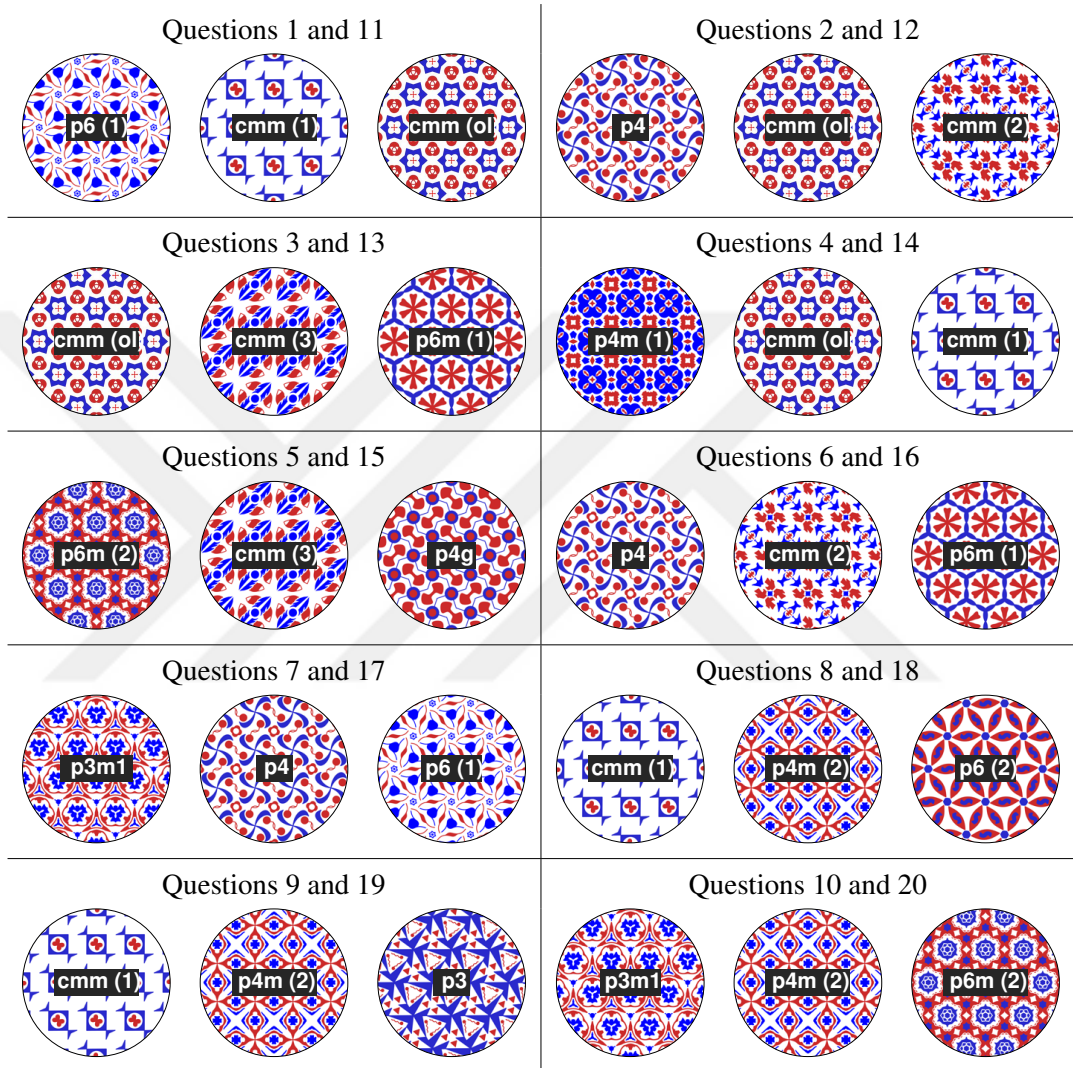 Questions 1 and 11
p6 (1) cmm (1) cmm (ol
Questions 2 and 12
p4 cmm (ol cmm (2)
Questions 3 and 13
cmm (ol cmm (3) p6m (1)
Questions 4 and 14
p4m (1) cmm (ol cmm (1)
Questions 5 and 15
p6m (2) cmm (3) p4g
Questions 6 and 16
p4 cmm (2) p6m (1)
Questions 7 and 17
p3m1 p4 p6 (1)
Questions 8 and 18
cmm (1) p4m (2) p6 (2)
Questions 9 and 19
cmm (1) p4m (2) p3
Questions 10 and 20
p3m1 p4m (2) p6m (2)